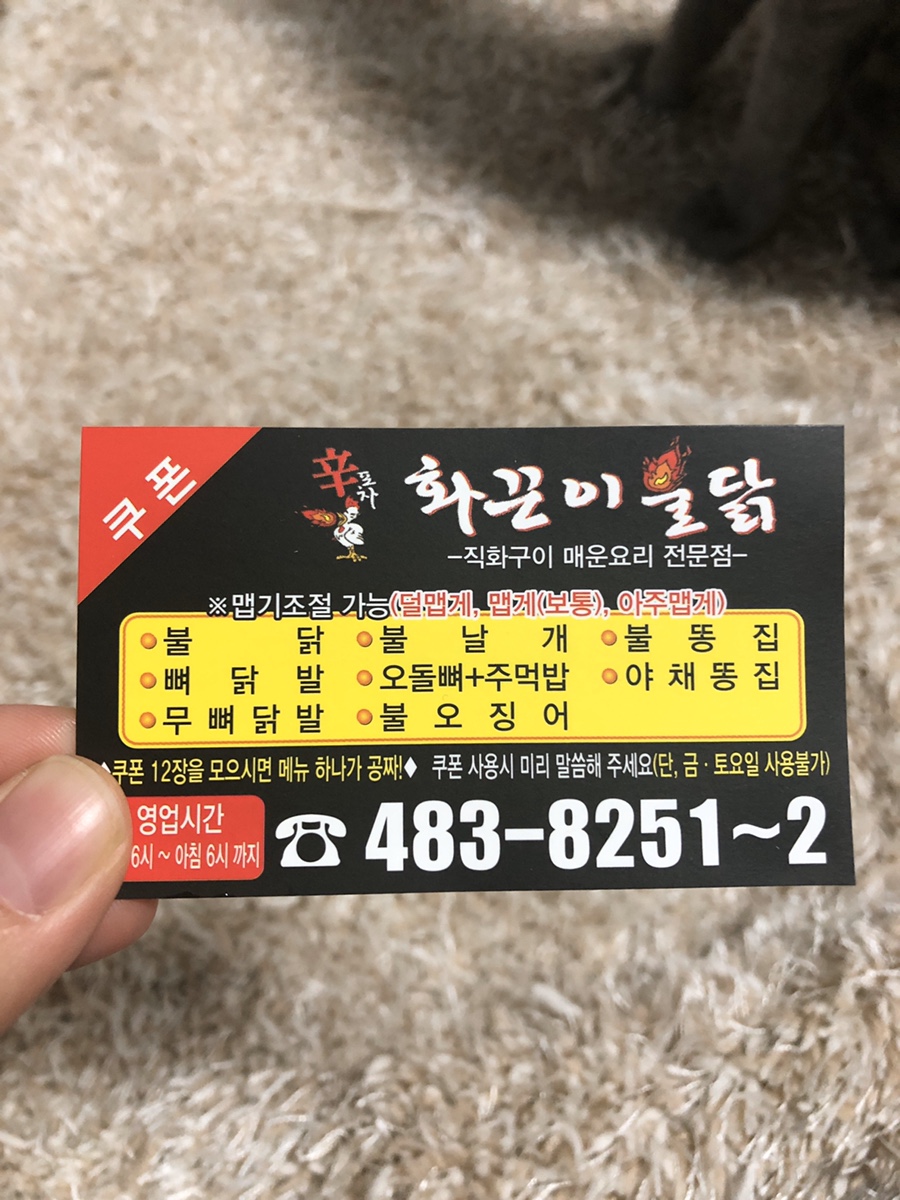 쿠폰
辛포차
화끈이 불닭
-직화구이 매운요리 전문점-
※맵기조절 가능(덜맵게, 맵게(보통), 아주맵게)
불닭 불날개 불똥집
뼈닭발 오돌뼈+주먹밥 야채똥집
무뼈닭발 불오징어
♦쿠폰 12장을 모으시면 메뉴 하나가 공짜!♦ 쿠폰 사용시 미리 말씀해 주세요(단, 금·토요일 사용불가)
영업시간
6시 ~ 아침 6시 까지
☎ 483-8251~2